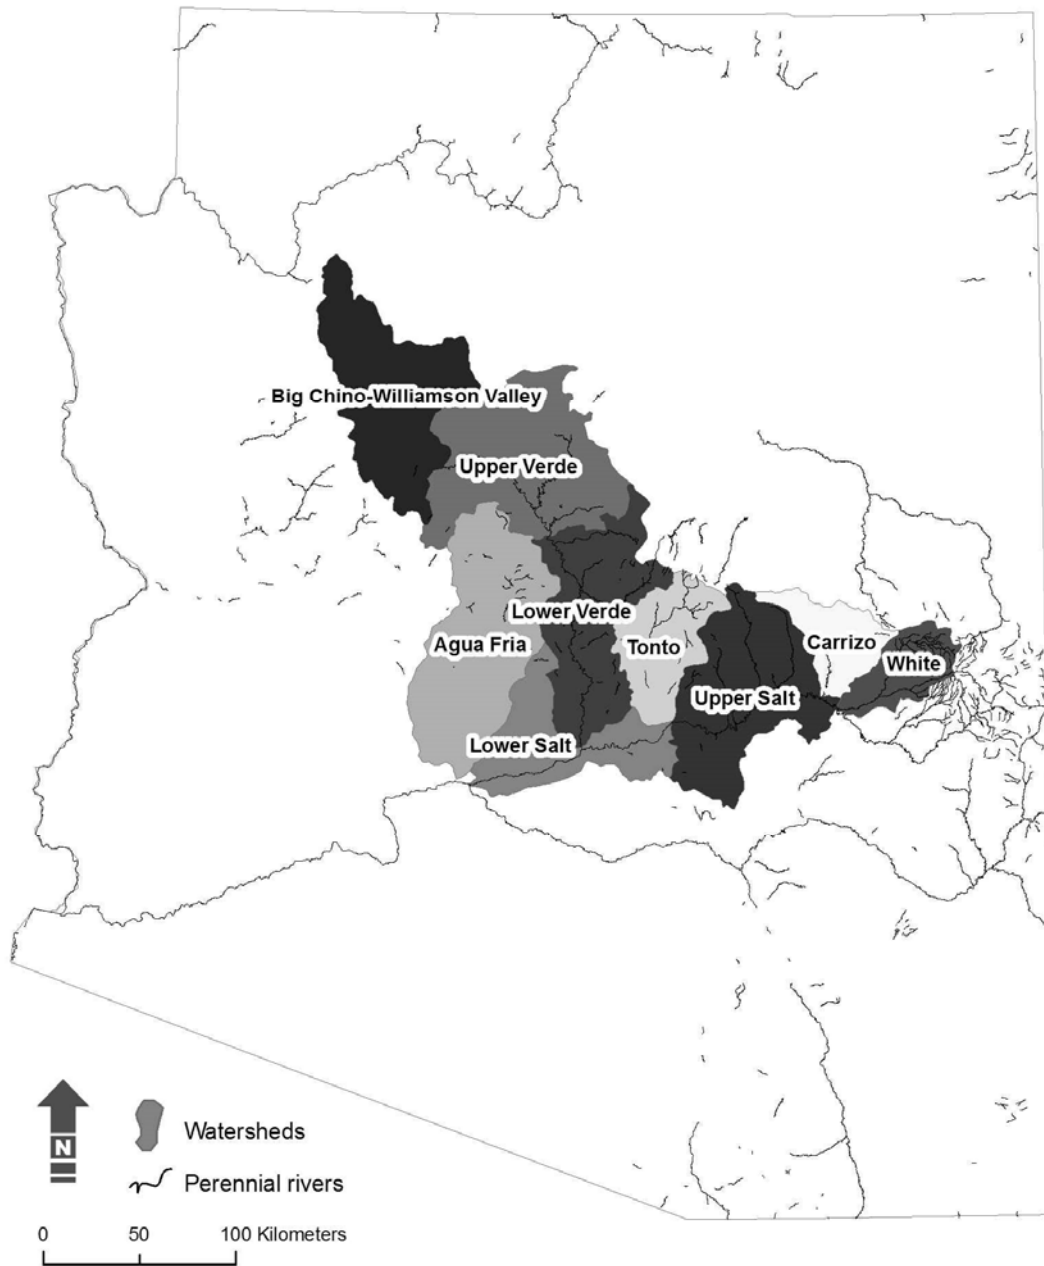 Big Chino-Williamson Valley
Upper Verde
Lower Verde
Agua Fria
Tonto
Carrizo
White
Upper Salt
Lower Salt
N
Watersheds
Perennial rivers
0 50 100 Kilometers